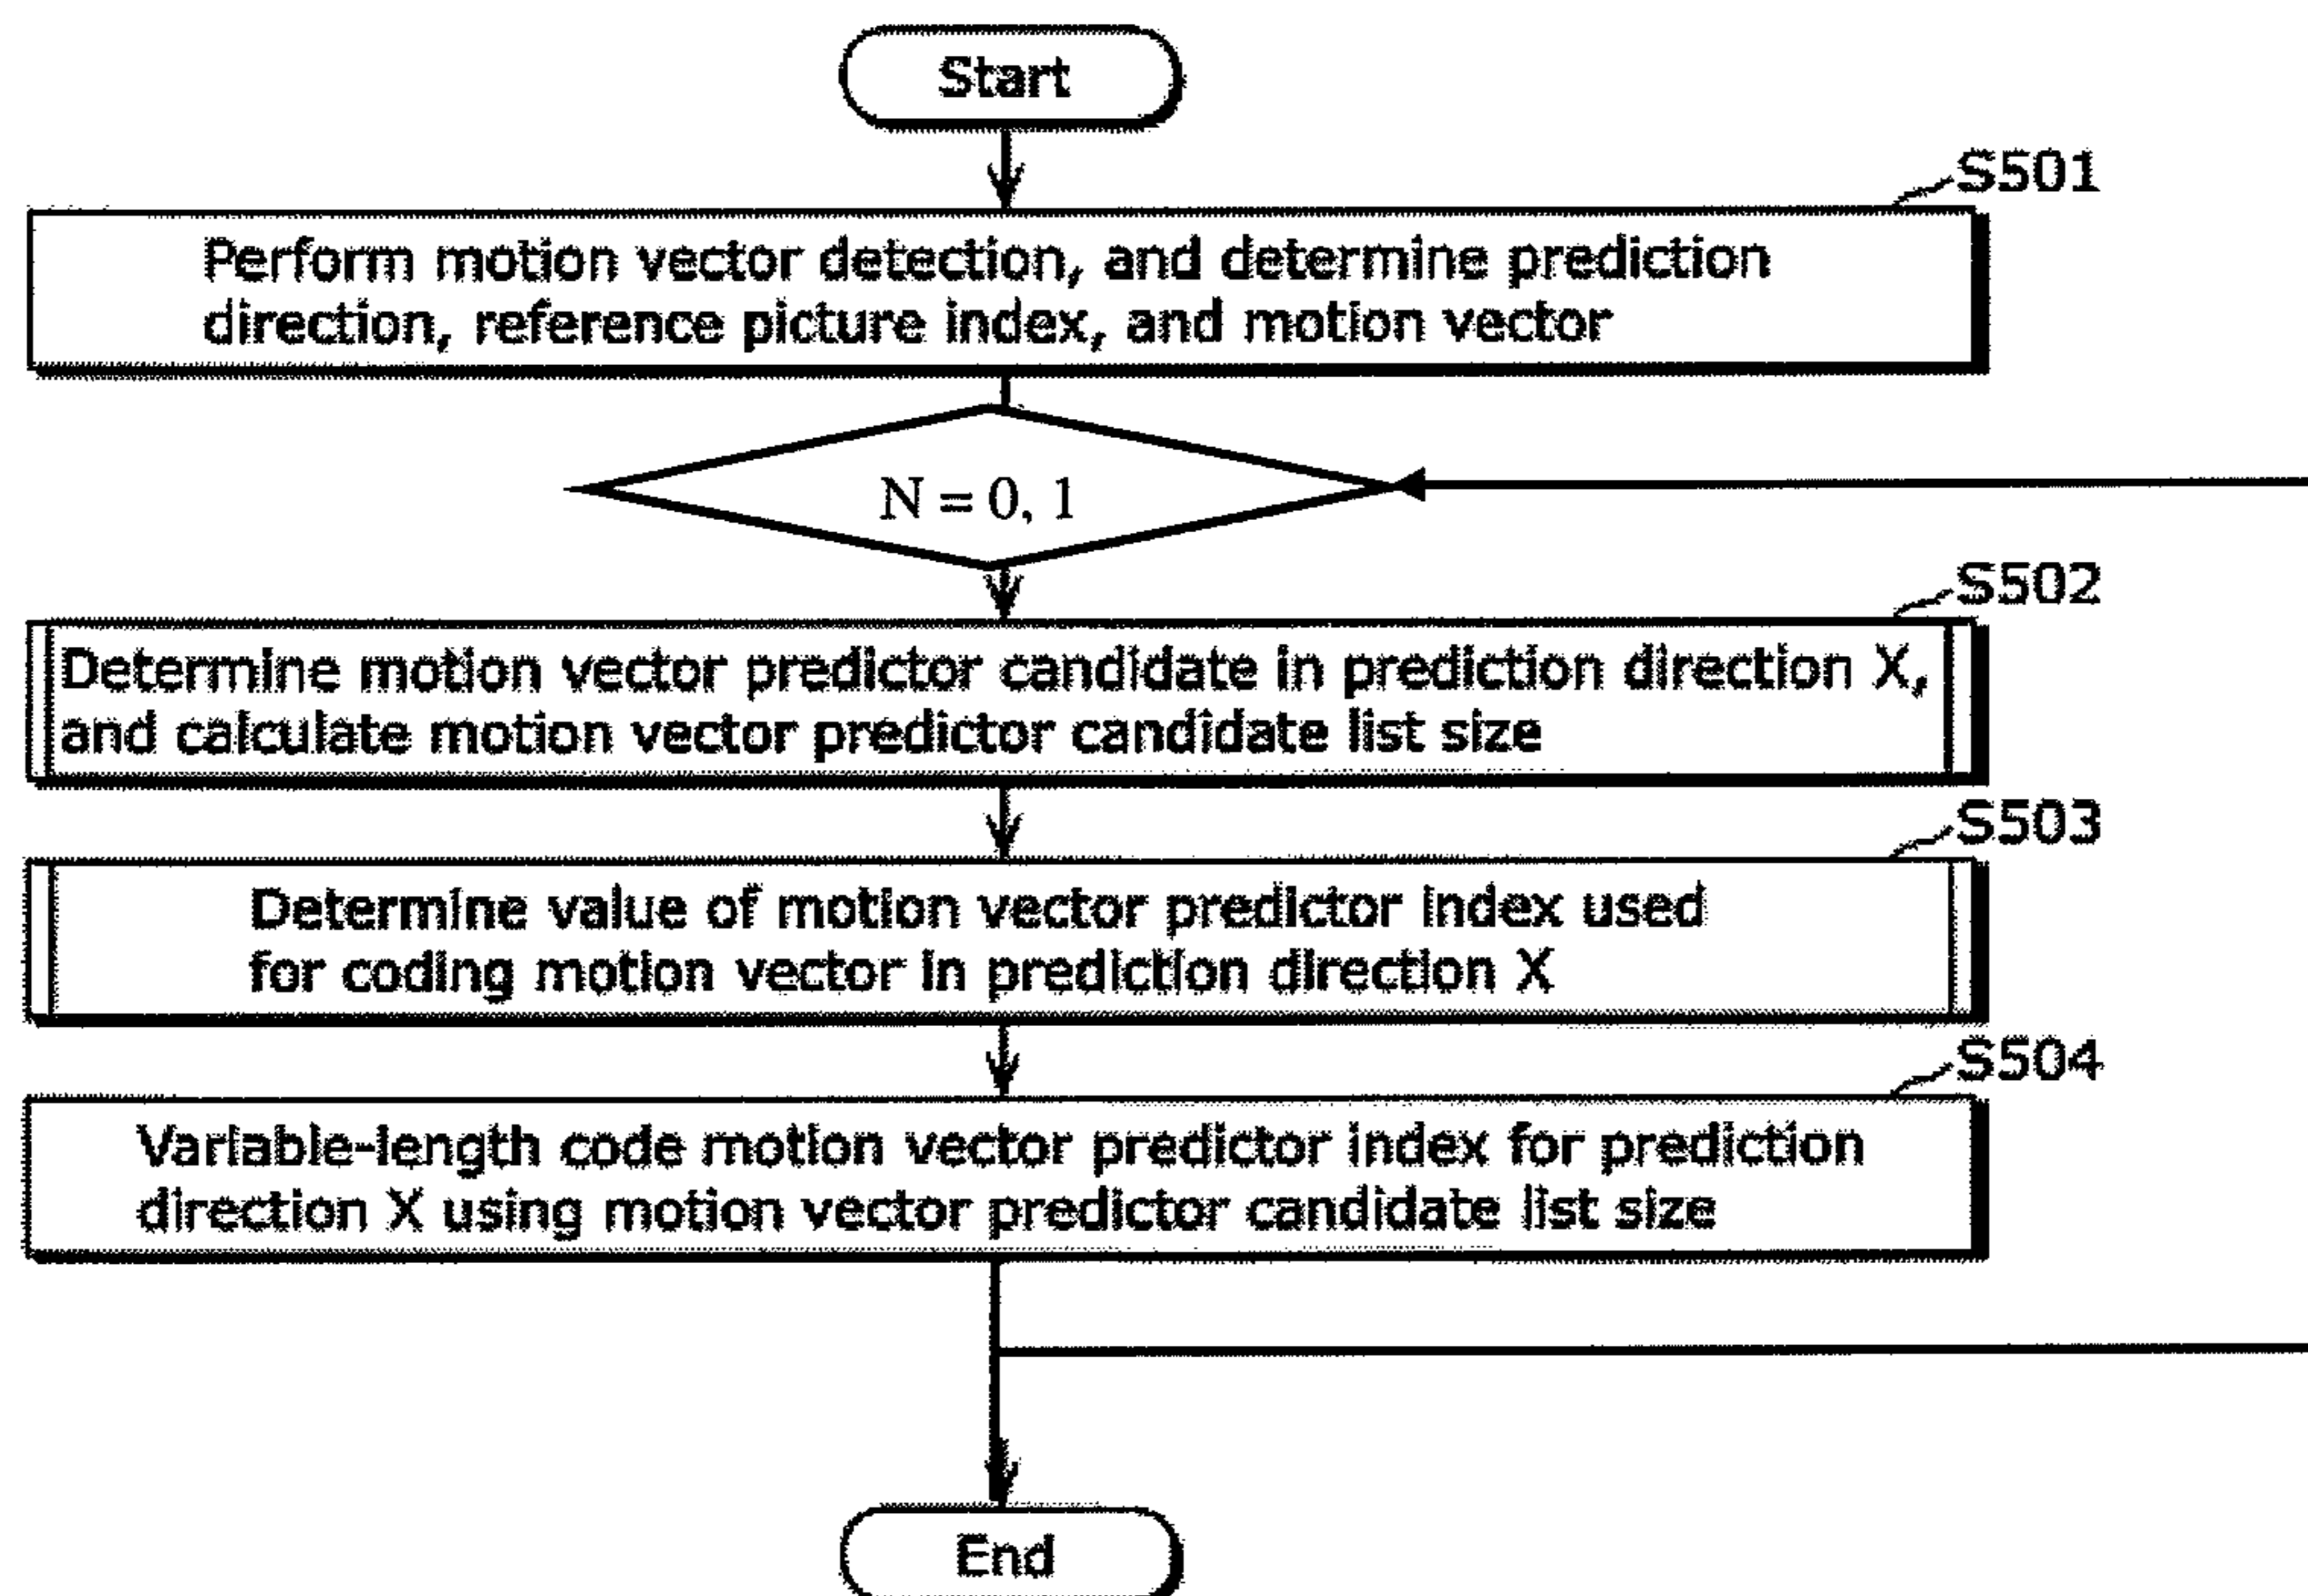 Start
S501
Perform motion vector detection, and determine prediction
direction, reference picture index, and motion vector
N = 0, 1
S502
Determine motion vector predictor candidate in prediction direction X,
and calculate motion vector predictor candidate list size
S503
Determine value of motion vector predictor index used
for coding motion vector in prediction direction X
S504
Variable-length code motion vector predictor index for prediction
direction X using motion vector predictor candidate list size
End